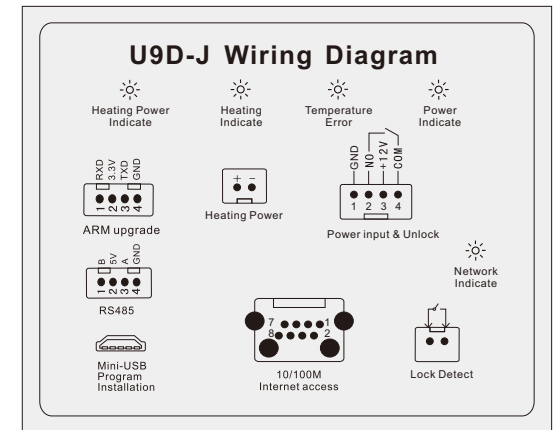 U9D-J Wiring Diagram
Heating Power
Indicate
Heating
Indicate
Temperature
Error
Power
Indicate
RXD
3.3V
TXD
GND
1 2 3 4
ARM upgrade
+ -
Heating Power
GND
NO
+12V
COM
1 2 3 4
Power input & Unlock
Network
Indicate
B
5V
A
GND
1 2 3 4
RS485
7 1
8 2
10/100M
Internet access
Lock Detect
Mini-USB
Program
Installation